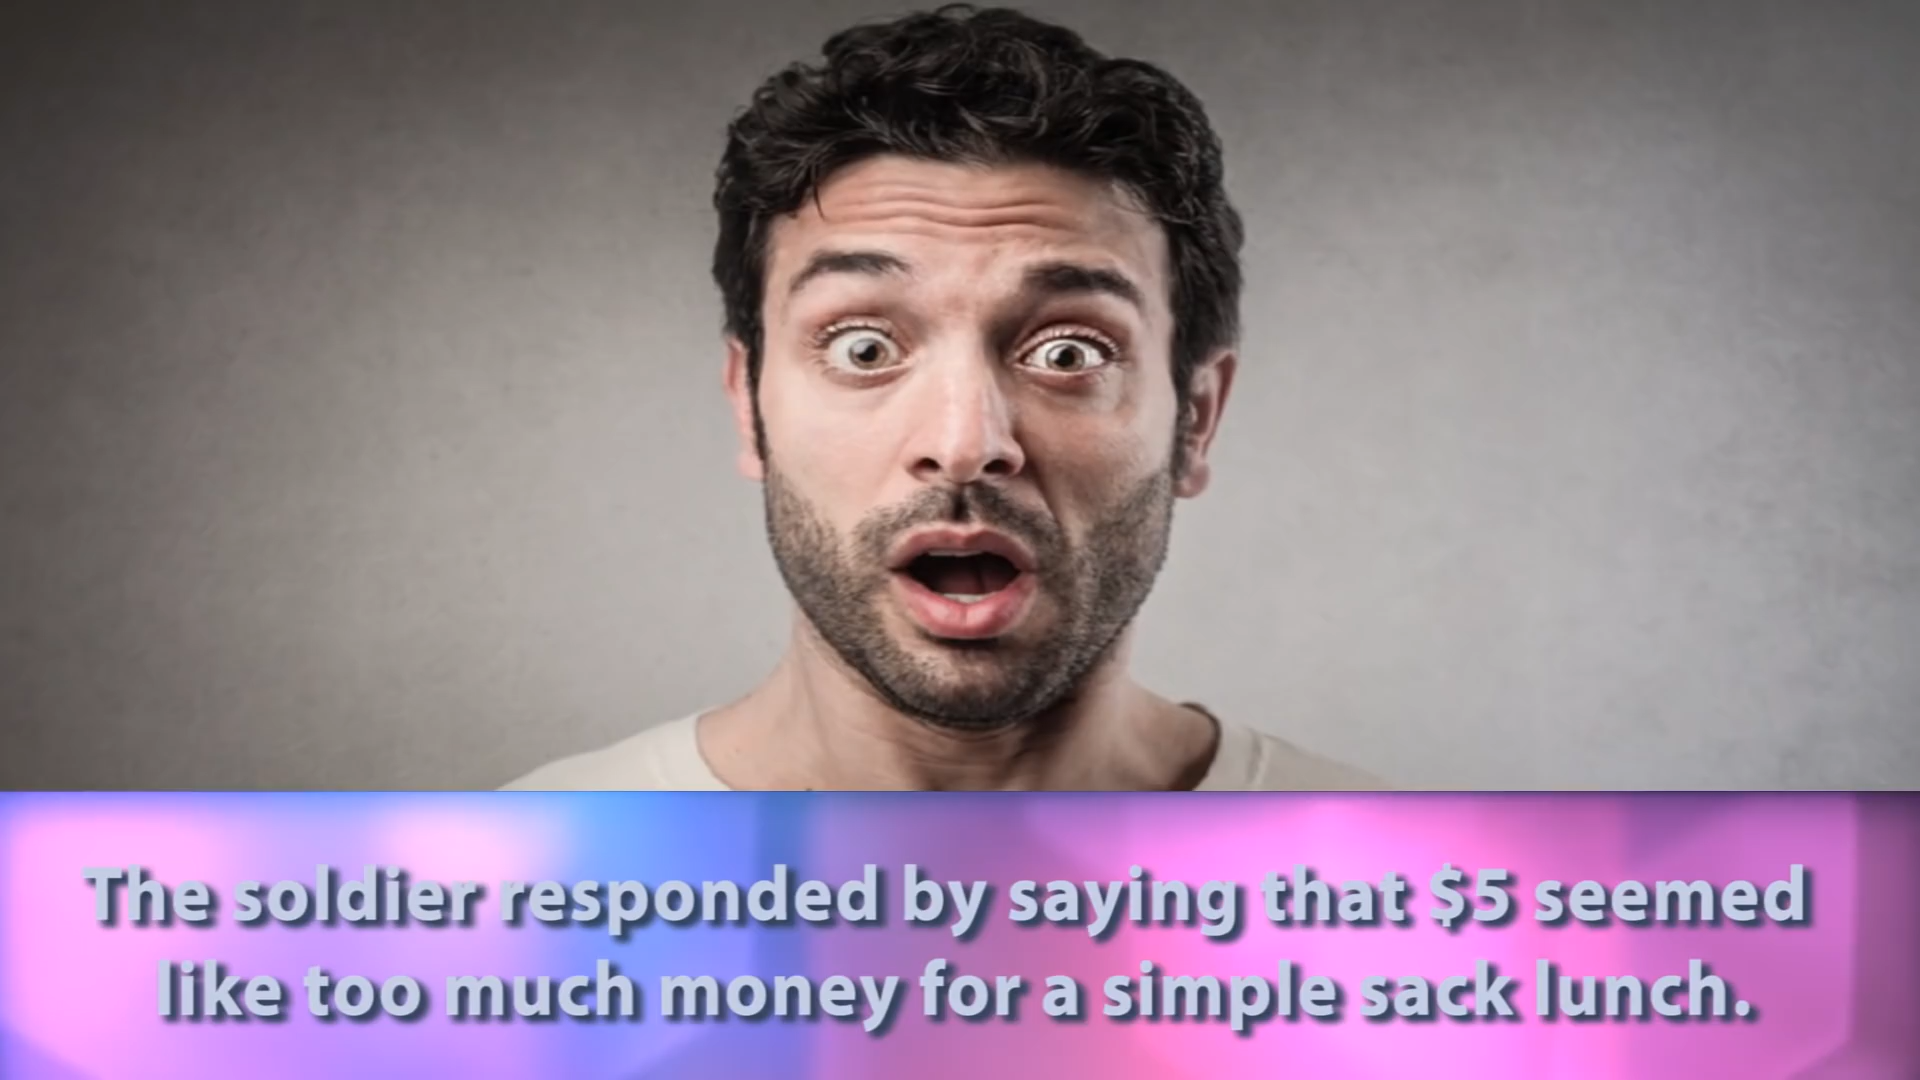 The soldier responded by saying that $5 seemed
like too much money for a simple sack lunch.